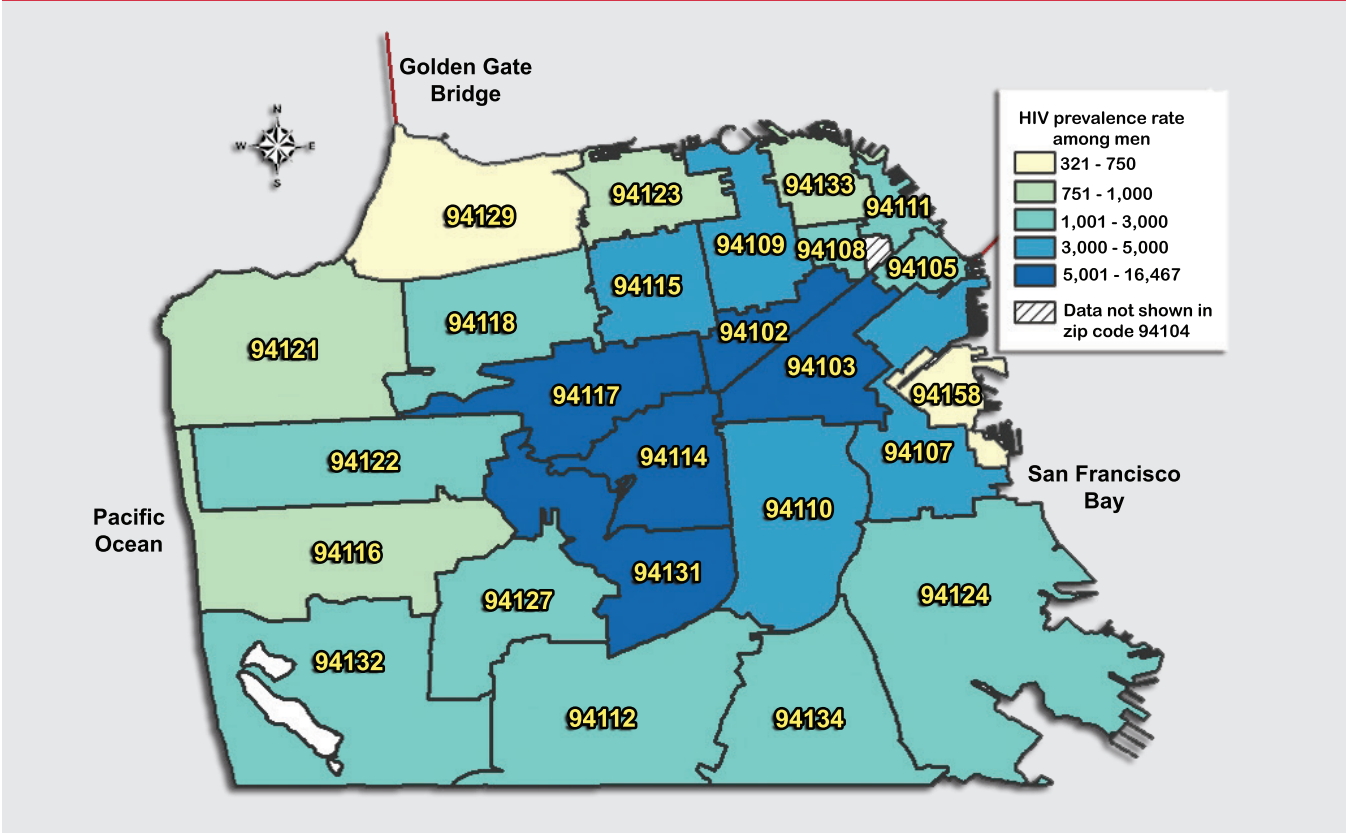 Golden Gate
Bridge
N
W
E
S
HIV prevalence rate
among men
321 - 750
751 - 1,000
1,001 - 3,000
3,000 - 5,000
5,001 - 16,467
Data not shown in
zip code 94104
94129
94123
94133
94111
94109
94108
94105
94115
94118
94102
94121
94103
94117
94158
94122
94114
94107
San Francisco
Bay
94110
Pacific
Ocean
94116
94131
94127
94124
94132
94112
94134